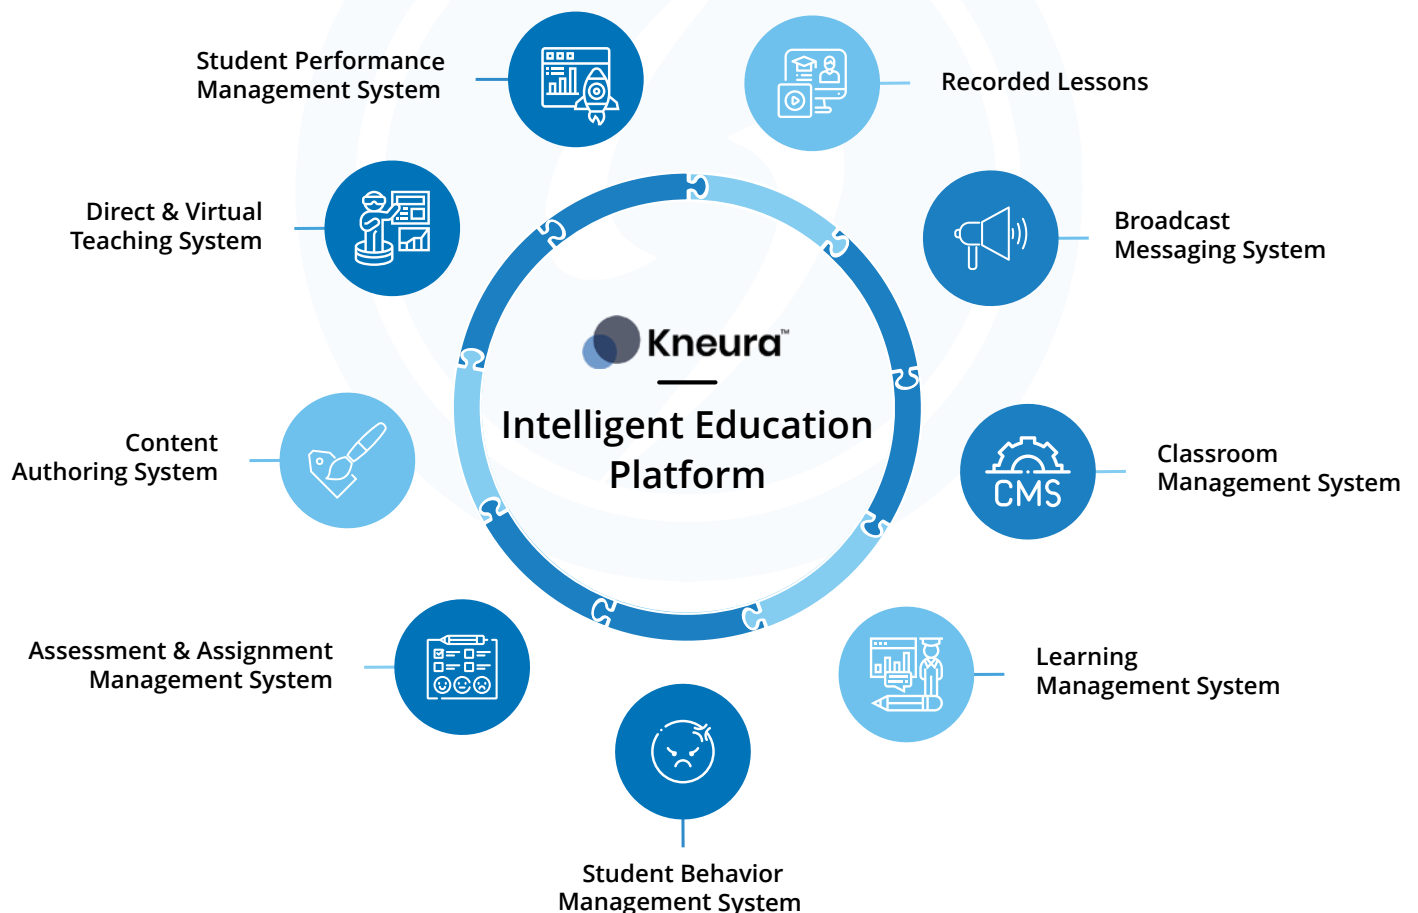 Student Performance
Management System
Recorded Lessons
Direct & Virtual
Teaching System
Broadcast
Messaging System
Kneura™
Intelligent Education
Platform
Content
Authoring System
CMS
Classroom
Management System
Assessment & Assignment
Management System
Learning
Management System
Student Behavior
Management System